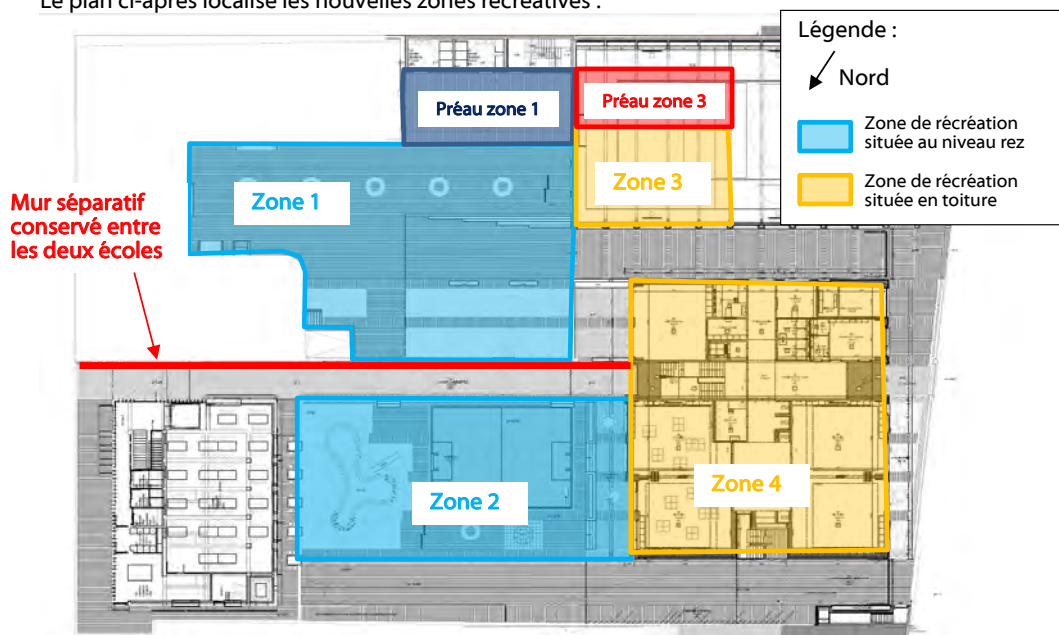 Le plan ci-après localise les nouvelles zones récréatives :
Légende :
Nord
Zone de récréation
située au niveau rez
Zone de récréation
située en toiture
Préau zone 1
Préau zone 3
Zone 1
Zone 3
Mur séparatif
conservé entre
les deux écoles
Zone 2
Zone 4